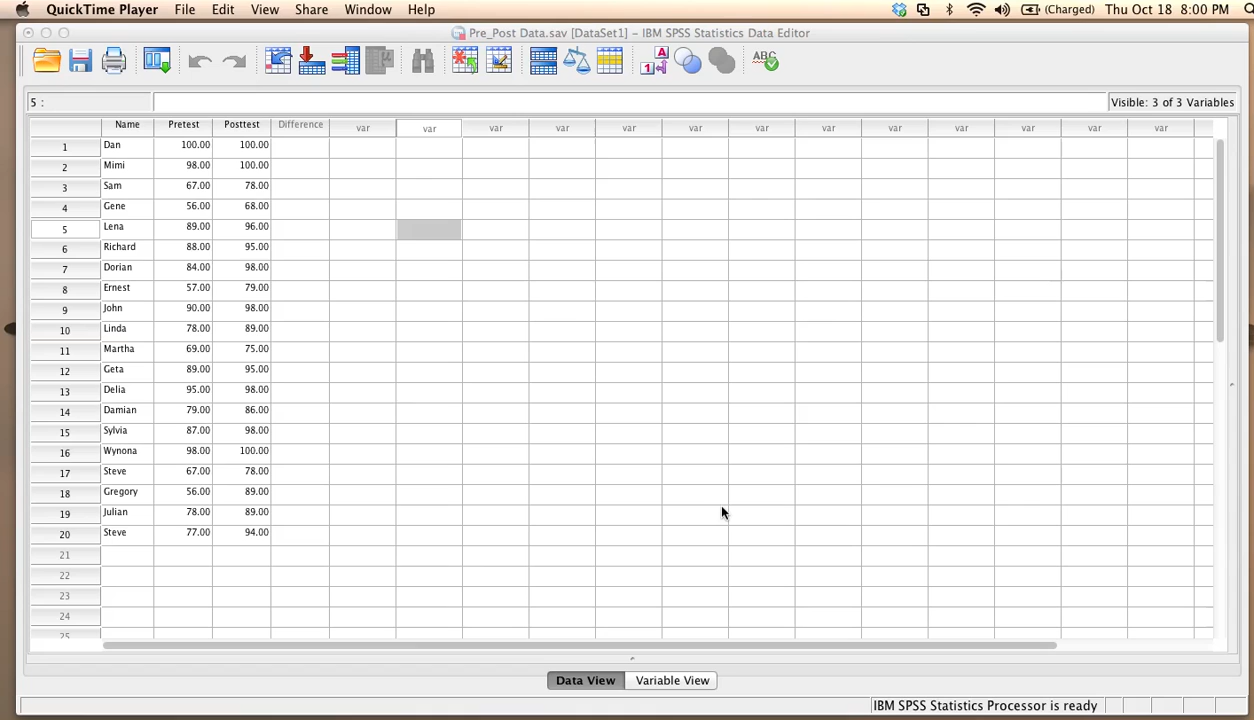 QuickTime Player File Edit View Share Window Help (Charged) Thu Oct 18 8:00 PM
Pre_Post Data.sav [DataSet1] – IBM SPSS Statistics Data Editor
A 1 ABC
5 : Visible: 3 of 3 Variables
Name Pretest Posttest Difference var var var var var var var var var var var var var
1 Dan 100.00 100.00
2 Mimi 98.00 100.00
3 Sam 67.00 78.00
4 Gene 56.00 68.00
5 Lena 89.00 96.00
6 Richard 88.00 95.00
7 Dorian 84.00 98.00
8 Ernest 57.00 79.00
9 John 90.00 98.00
10 Linda 78.00 89.00
11 Martha 69.00 75.00
12 Geta 89.00 95.00
13 Delia 95.00 98.00
14 Damian 79.00 86.00
15 Sylvia 87.00 98.00
16 Wynona 98.00 100.00
17 Steve 67.00 78.00
18 Gregory 56.00 89.00
19 Julian 78.00 89.00
20 Steve 77.00 94.00
21
22
23
24
25
Data View Variable View
IBM SPSS Statistics Processor is ready